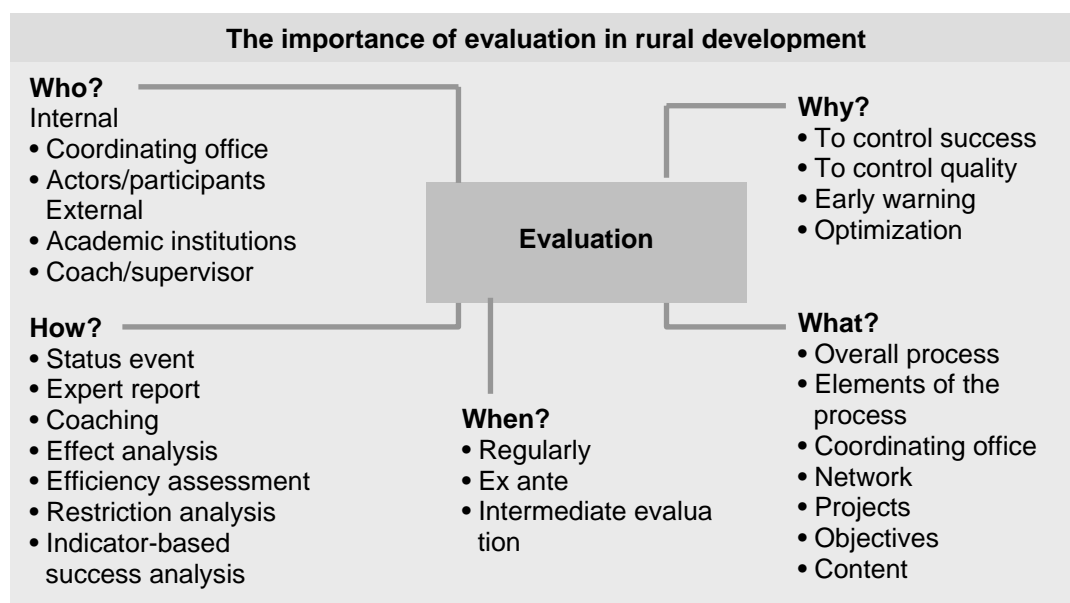 The importance of evaluation in rural development
Who?
Internal
• Coordinating office
• Actors/participants
External
• Academic institutions
• Coach/supervisor
Why?
• To control success
• To control quality
• Early warning
• Optimization
Evaluation
How?
• Status event
• Expert report
• Coaching
• Effect analysis
• Efficiency assessment
• Restriction analysis
• Indicator-based
success analysis
When?
• Regularly
• Ex ante
• Intermediate evalua
tion
What?
• Overall process
• Elements of the
process
• Coordinating office
• Network
• Projects
• Objectives
• Content